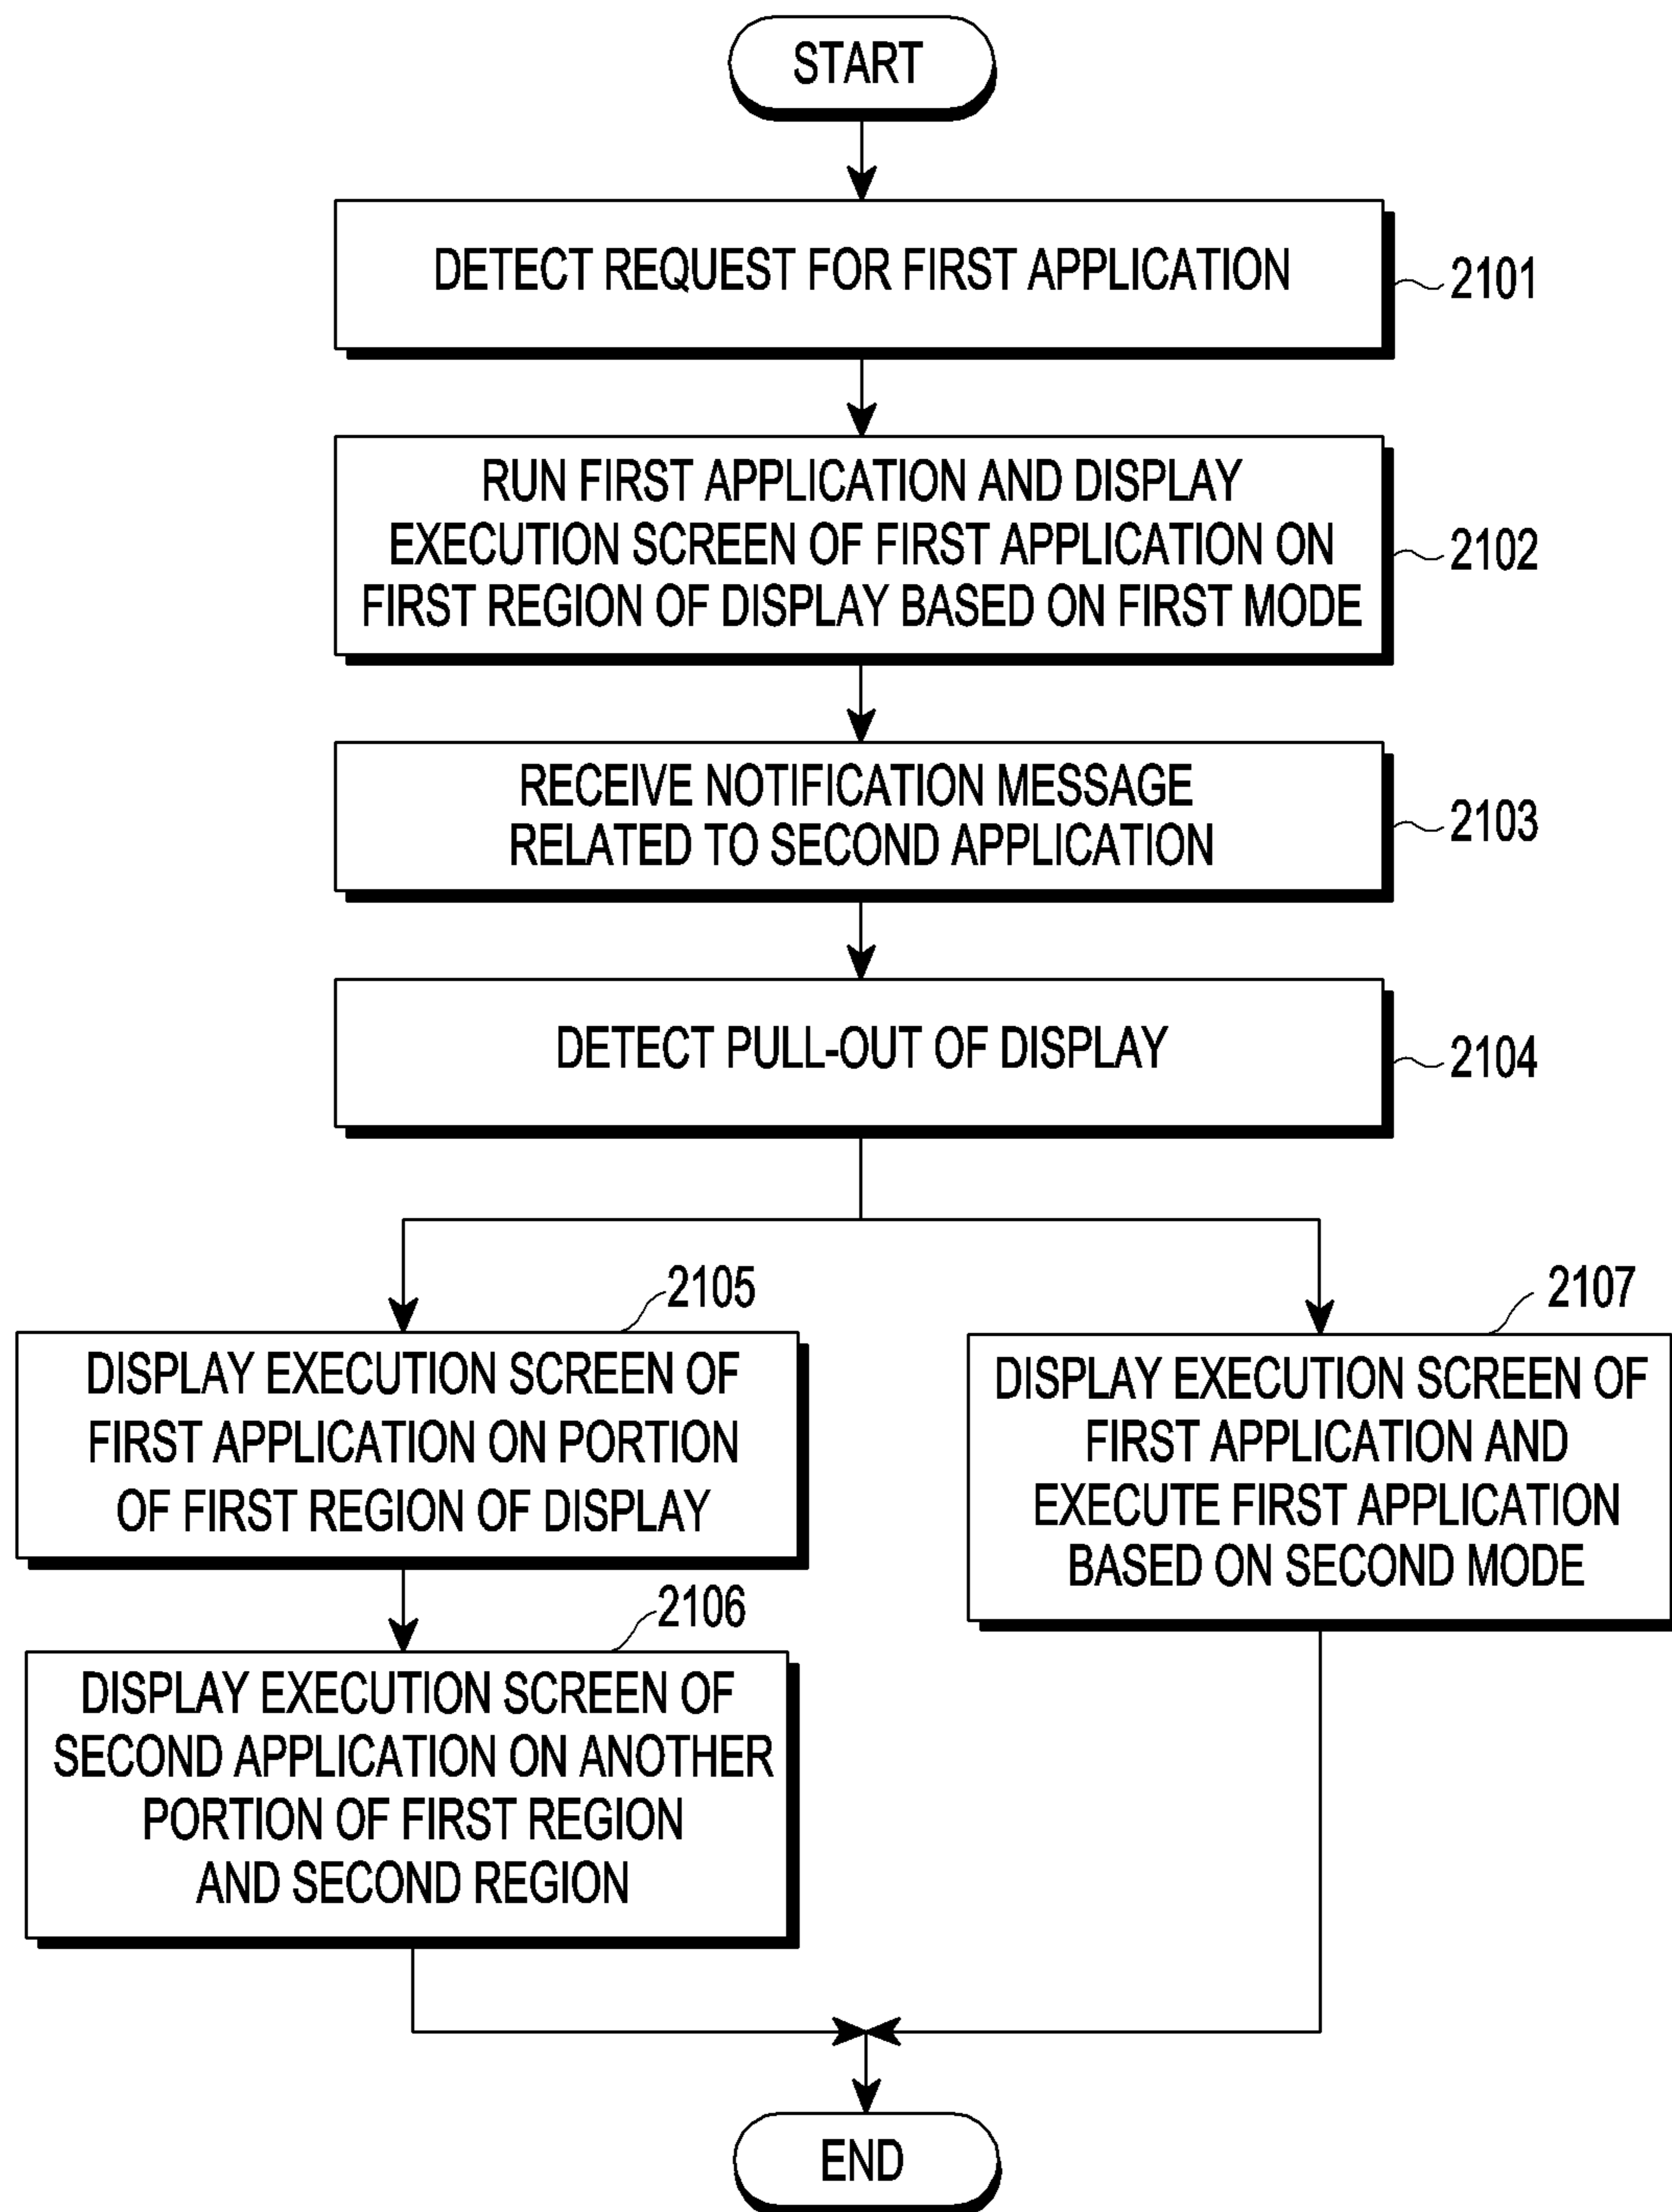 START
DETECT REQUEST FOR FIRST APPLICATION
2101
RUN FIRST APPLICATION AND DISPLAY
EXECUTION SCREEN OF FIRST APPLICATION ON
FIRST REGION OF DISPLAY BASED ON FIRST MODE
2102
RECEIVE NOTIFICATION MESSAGE
RELATED TO SECOND APPLICATION
2103
DETECT PULL-OUT OF DISPLAY
2104
2105
DISPLAY EXECUTION SCREEN OF
FIRST APPLICATION ON PORTION
OF FIRST REGION OF DISPLAY
2106
DISPLAY EXECUTION SCREEN OF
SECOND APPLICATION ON ANOTHER
PORTION OF FIRST REGION
AND SECOND REGION
2107
DISPLAY EXECUTION SCREEN OF
FIRST APPLICATION AND
EXECUTE FIRST APPLICATION
BASED ON SECOND MODE
END